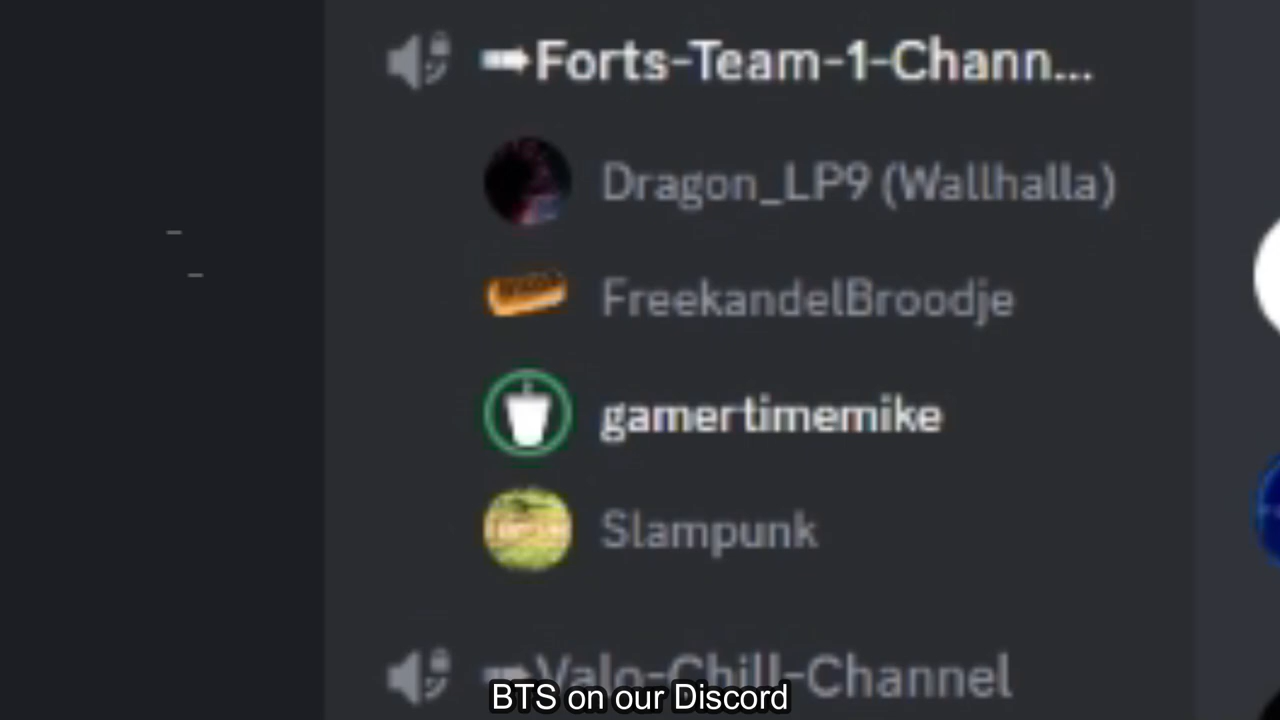 Forts-Team-1-Chann...
Dragon_LP9 (Wallhalla)
FreekandelBroodje
gamertimemike
Slampunk
Valo-Chill-Channel
BTS on our Discord